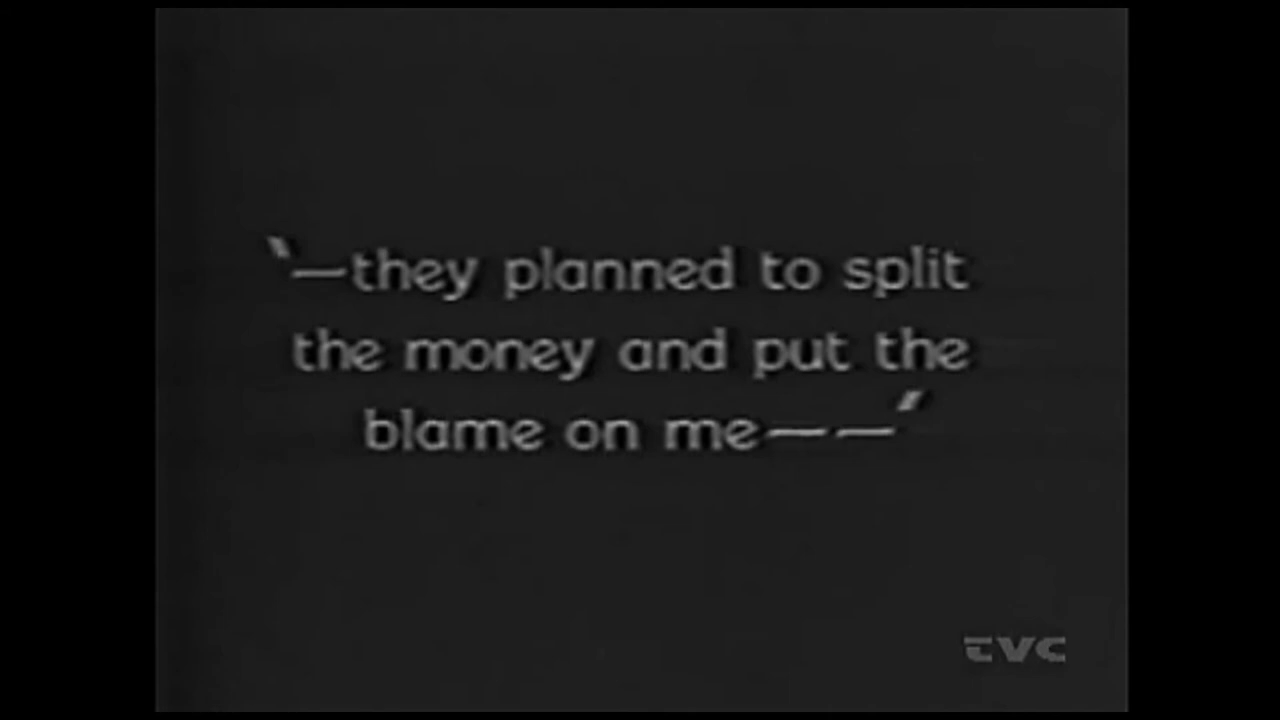 ‵—they planned to split
the money and put the
blame on me——′
TVC